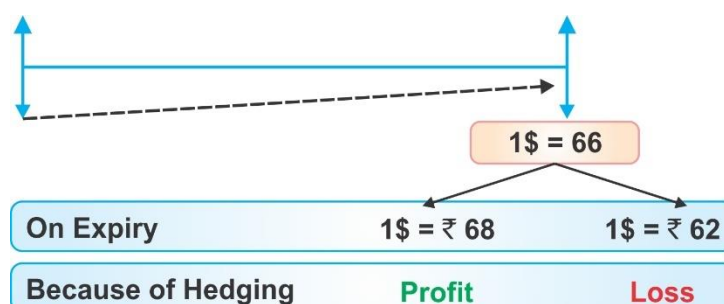 1$ = 66
On Expiry 1$ = ₹ 68 1$ = ₹ 62
Because of Hedging Profit Loss